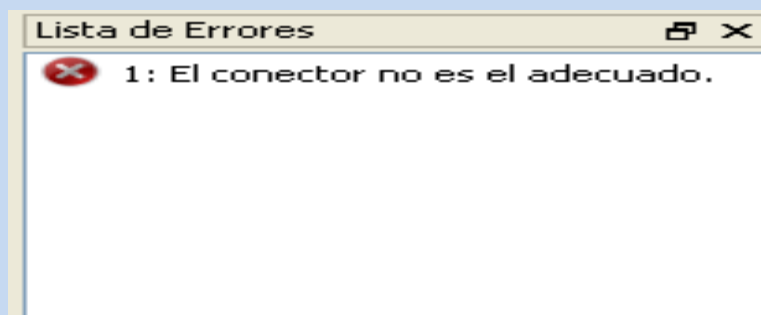 Lista de Errores
1: El conector no es el adecuado.